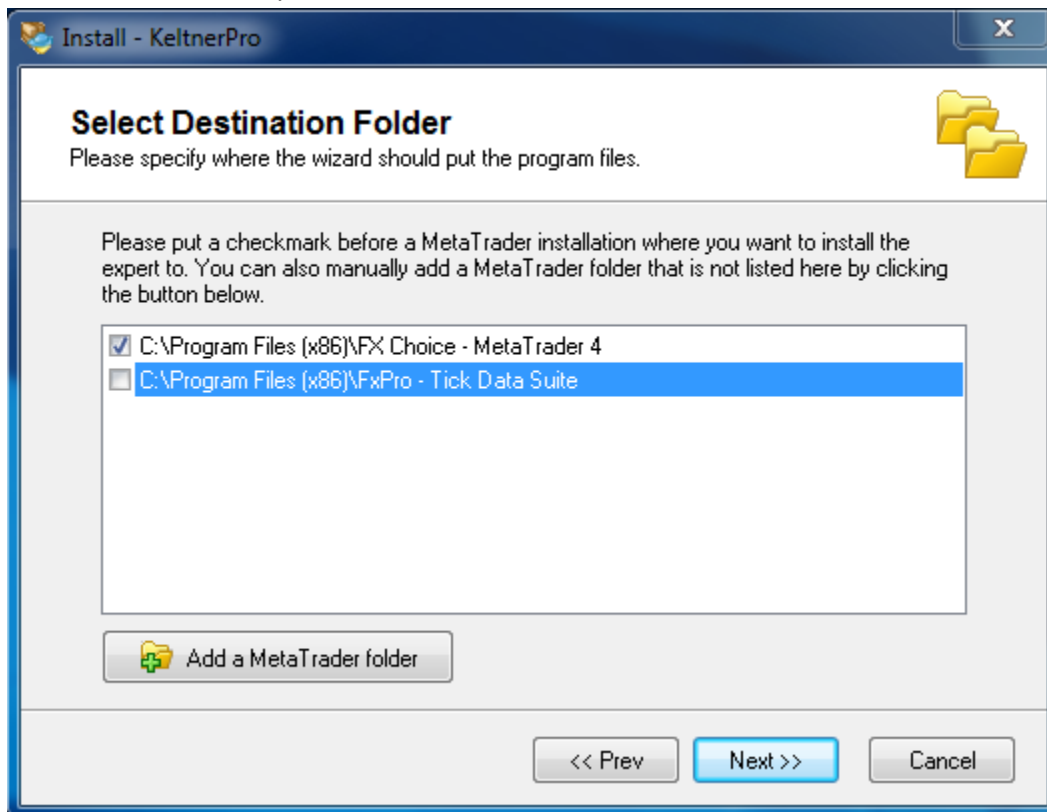 Install - KeltnerPro
Select Destination Folder
Please specify where the wizard should put the program files.
Please put a checkmark before a MetaTrader installation where you want to install the
expert to. You can also manually add a MetaTrader folder that is not listed here by clicking
the button below.
C:\Program Files (x86)\FX Choice - MetaTrader 4
C:\Program Files (x86)\FxPro - Tick Data Suite
Add a MetaTrader folder
<< Prev
Next >>
Cancel